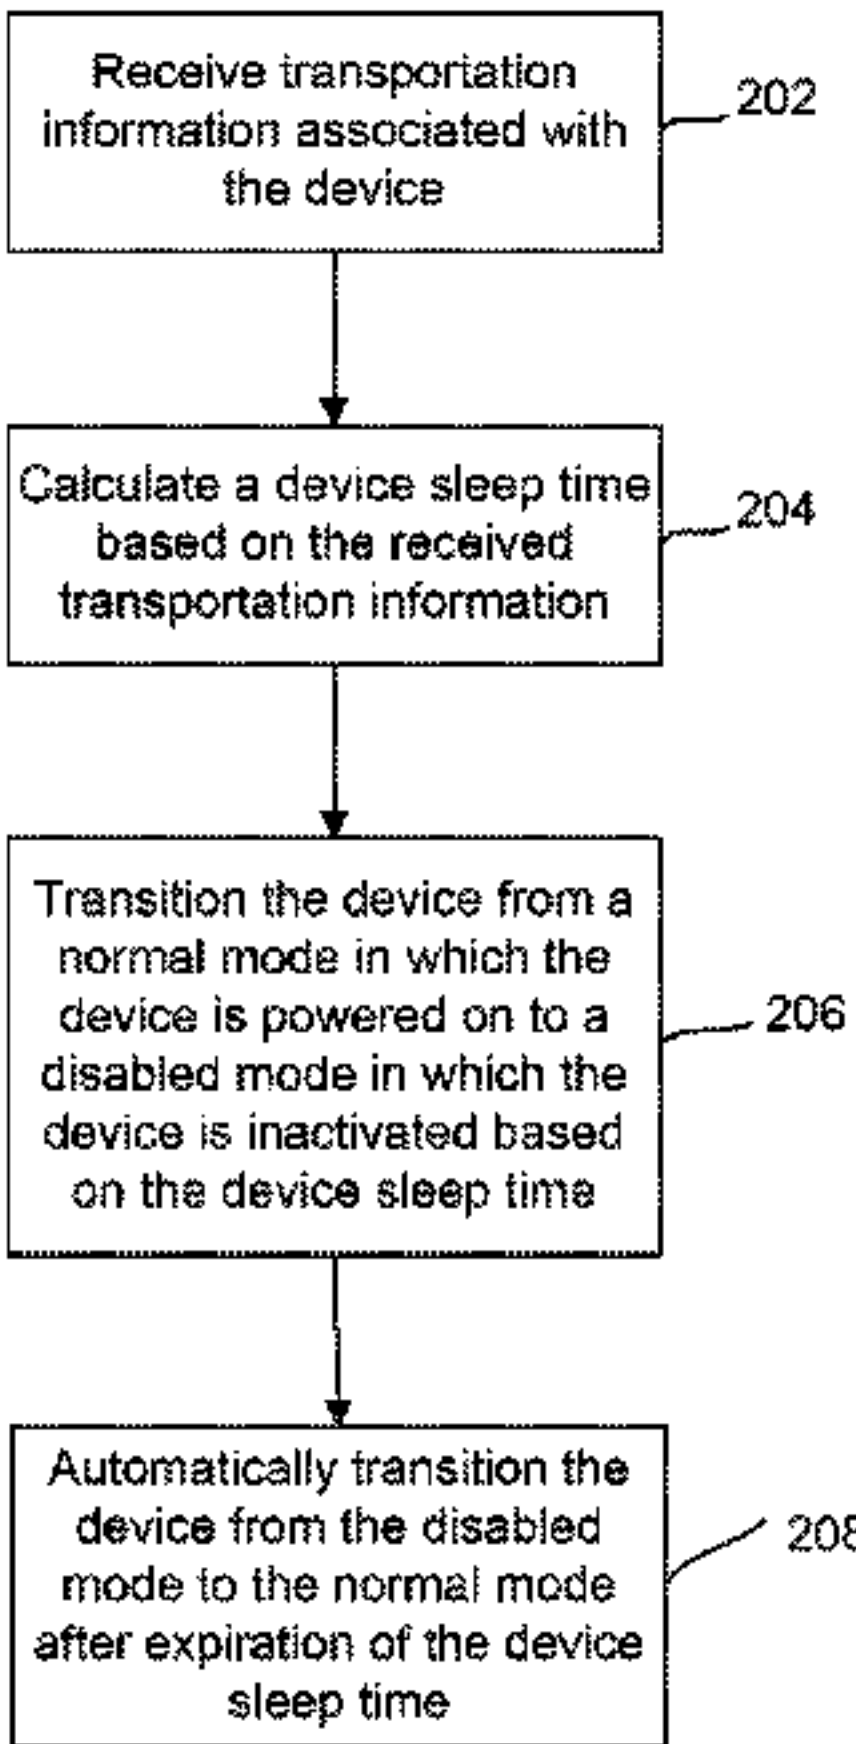 Receive transportation
information associated with
the device
202
Calculate a device sleep time
based on the received
transportation information
204
Transition the device from a
normal mode in which the
device is powered on to a
disabled mode in which the
device is inactivated based
on the device sleep time
206
Automatically transition the
device from the disabled
mode to the normal mode
after expiration of the device
sleep time
208